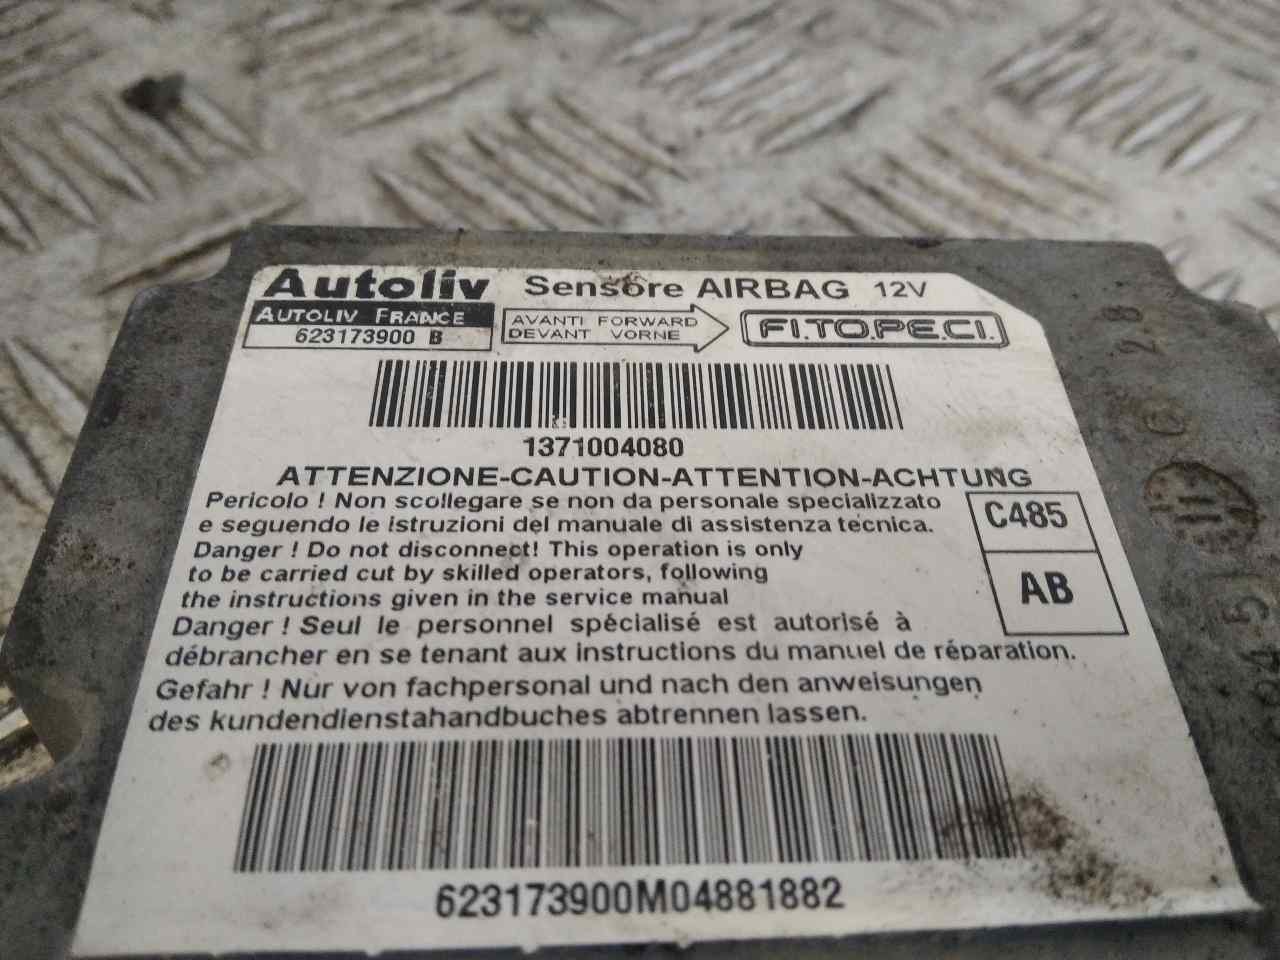 Autoliv Sensore AIRBAG 12V
AUTOLIV FRANCE
623173900 B
AVANTI FORWARD
DEVANT VORNE
FI.TO.PE.CI.
1371004080
ATTENZIONE-CAUTION-ATTENTION-ACHTUNG
Pericolo ! Non scollegare se non da personale specializzato
e seguendo le istruzioni del manuale di assistenza tecnica.
Danger ! Do not disconnect! This operation is only
to be carried cut by skilled operators, following
the instructions given in the service manual
Danger ! Seul le personnel spécialisé est autorisé à
débrancher en se tenant aux instructions du manuel de réparation.
Gefahr ! Nur von fachpersonal und nach den anweisungen
des kundendienstahandbuches abtrennen lassen.
C485
AB
623173900M04881882
28